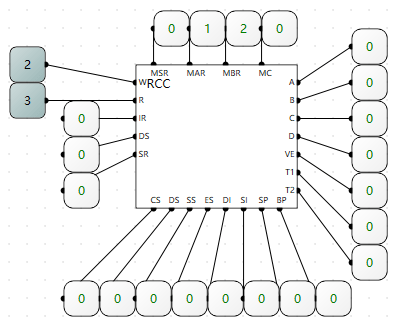 0 1 2 0
MSR MAR MBR MC
RCC
2 W
3 R
0 IR
0 DS
0 SR
A 0
B 0
C 0
D 0
VE 0
T1 0
T2 0
CS DS SS ES DI SI SP BP
0 0 0 0 0 0 0 0